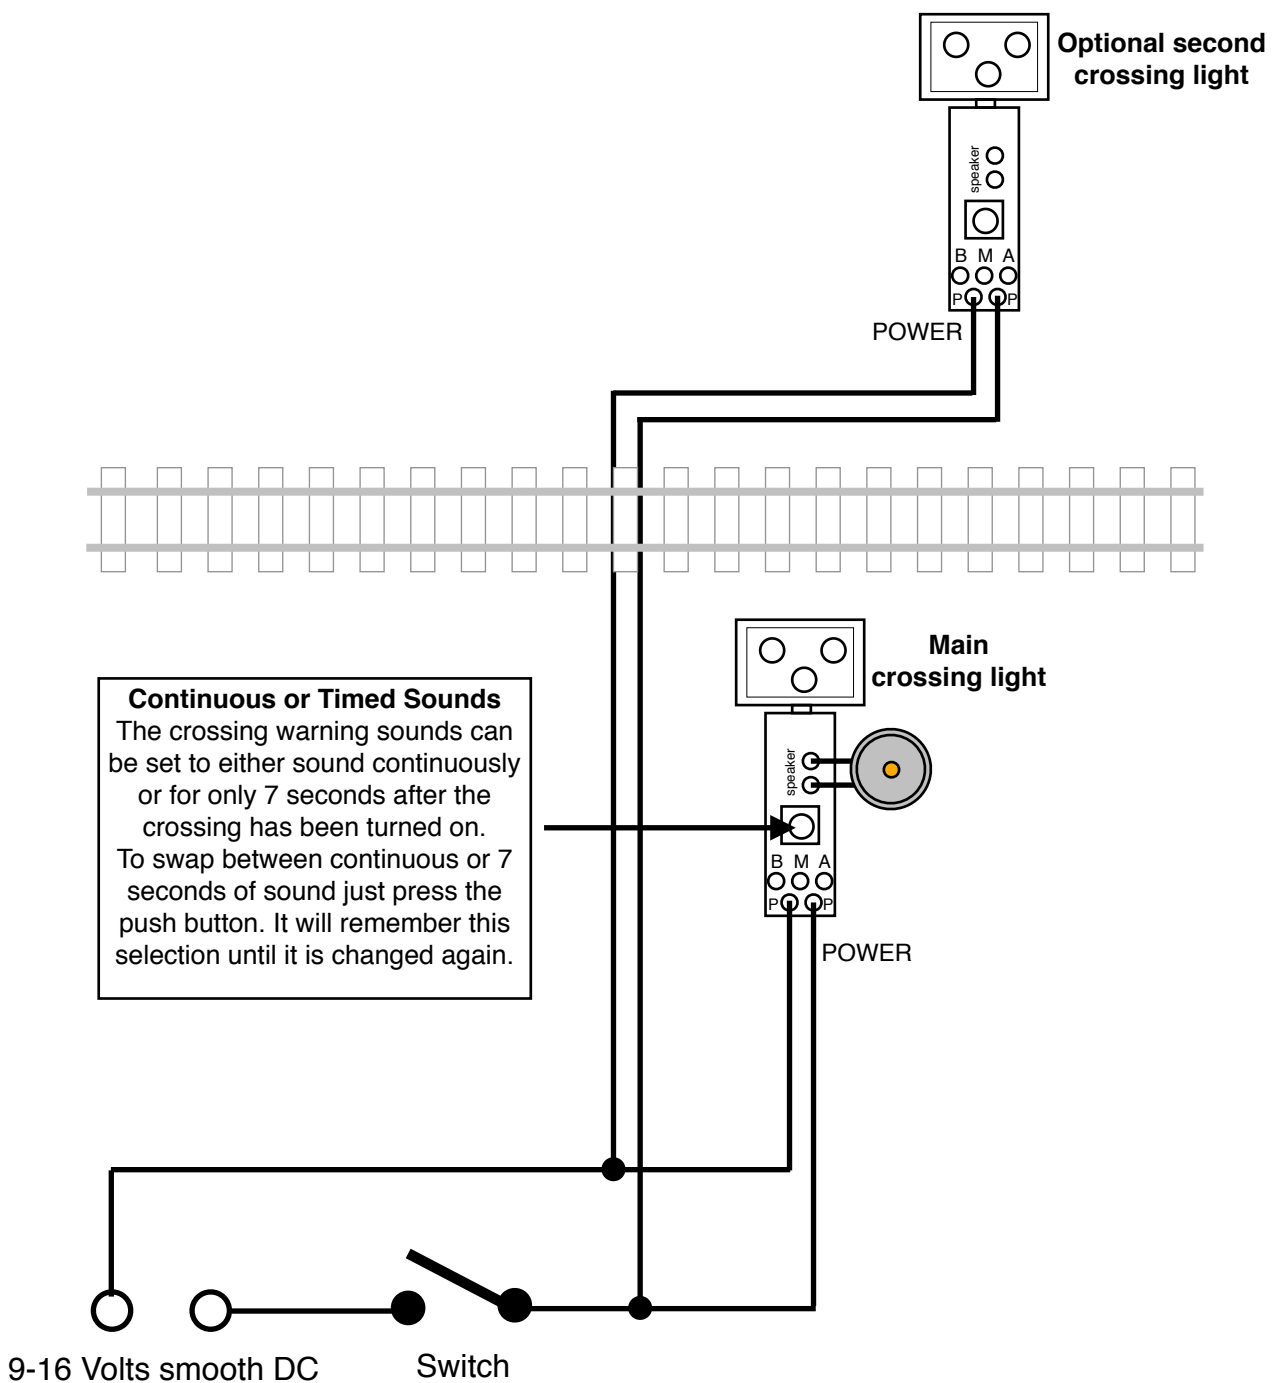 Optional second
crossing light
speaker
B M A
P P
POWER
Main
crossing light
Continuous or Timed Sounds
The crossing warning sounds can
be set to either sound continuously
or for only 7 seconds after the
crossing has been turned on.
To swap between continuous or 7
seconds of sound just press the
push button. It will remember this
selection until it is changed again.
speaker
B M A
P P
POWER
9-16 Volts smooth DC
Switch